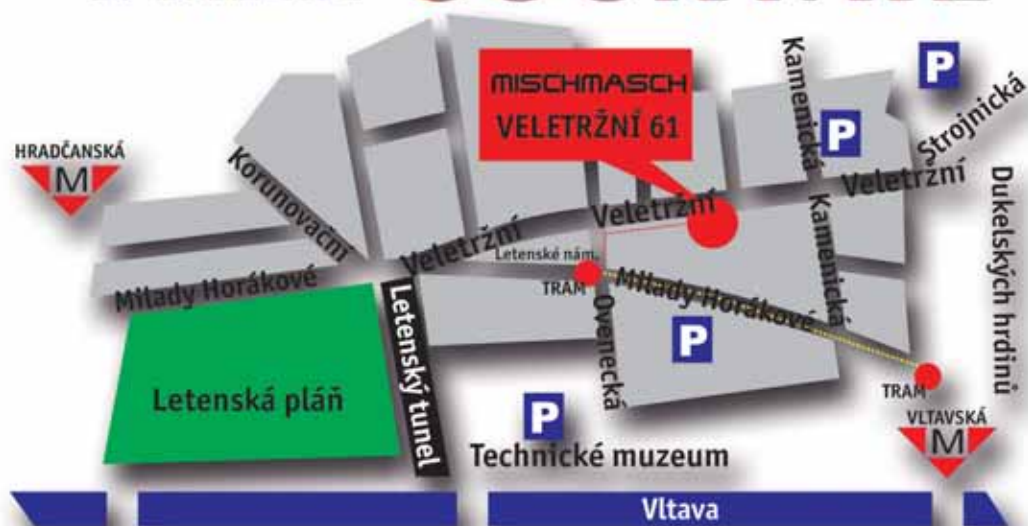 MISCHMASCH
VELETRŽNÍ 61
P
Kamenická
P
Strojnická
HRADČANSKÁ
M
Korunovační
Veletržní
Veletržní
Veletržní
Kamenická
Dukelských hrdinů
Letenské nám.
TRAM
Milady Horákové
Milady Horákové
Letenský tunel
Ovenecká
P
Letenská pláň
P
TRAM
VLTAVSKÁ
M
Technické muzeum
Vltava